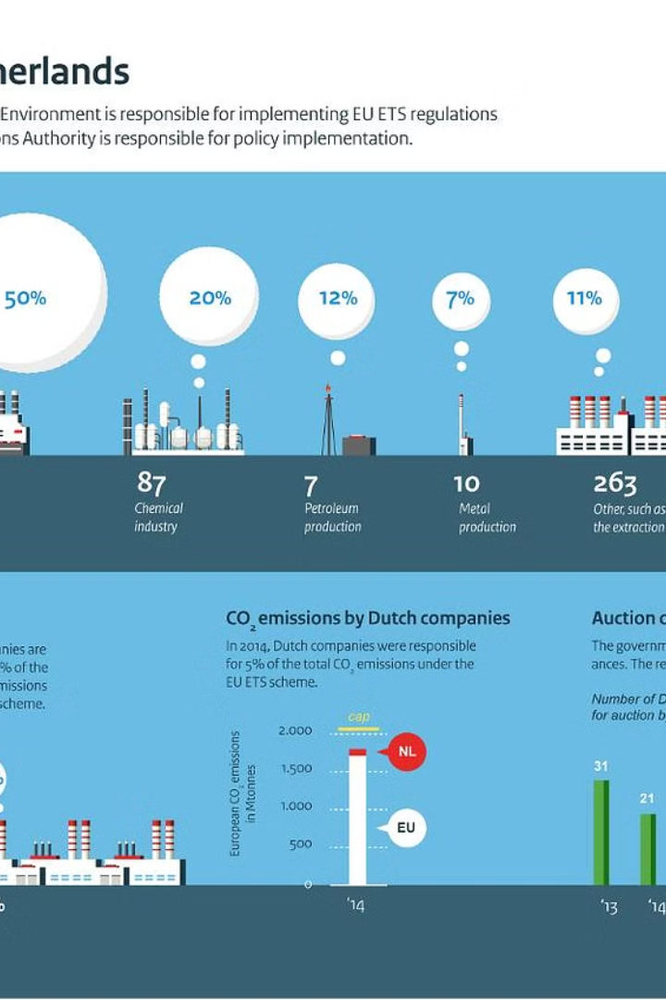 herlands
Environment is responsible for implementing EU ETS regulations
ns Authority is responsible for policy implementation.
50%
20%
12%
7%
11%
87
Chemical
industry
7
Petroleum
production
10
Metal
production
263
Other, such as
the extraction
nies are
% of the
missions
scheme.
CO2 emissions by Dutch companies
In 2014, Dutch companies were responsible
for 5% of the total CO2 emissions under the
EU ETS scheme.
European CO2 emissions
in Mtonnes
cap
2.000
1.500
1.000
500
0
NL
EU
'14
Auction o
The governm
ances. The re
Number of D
for auction b
31
21
'13
'14